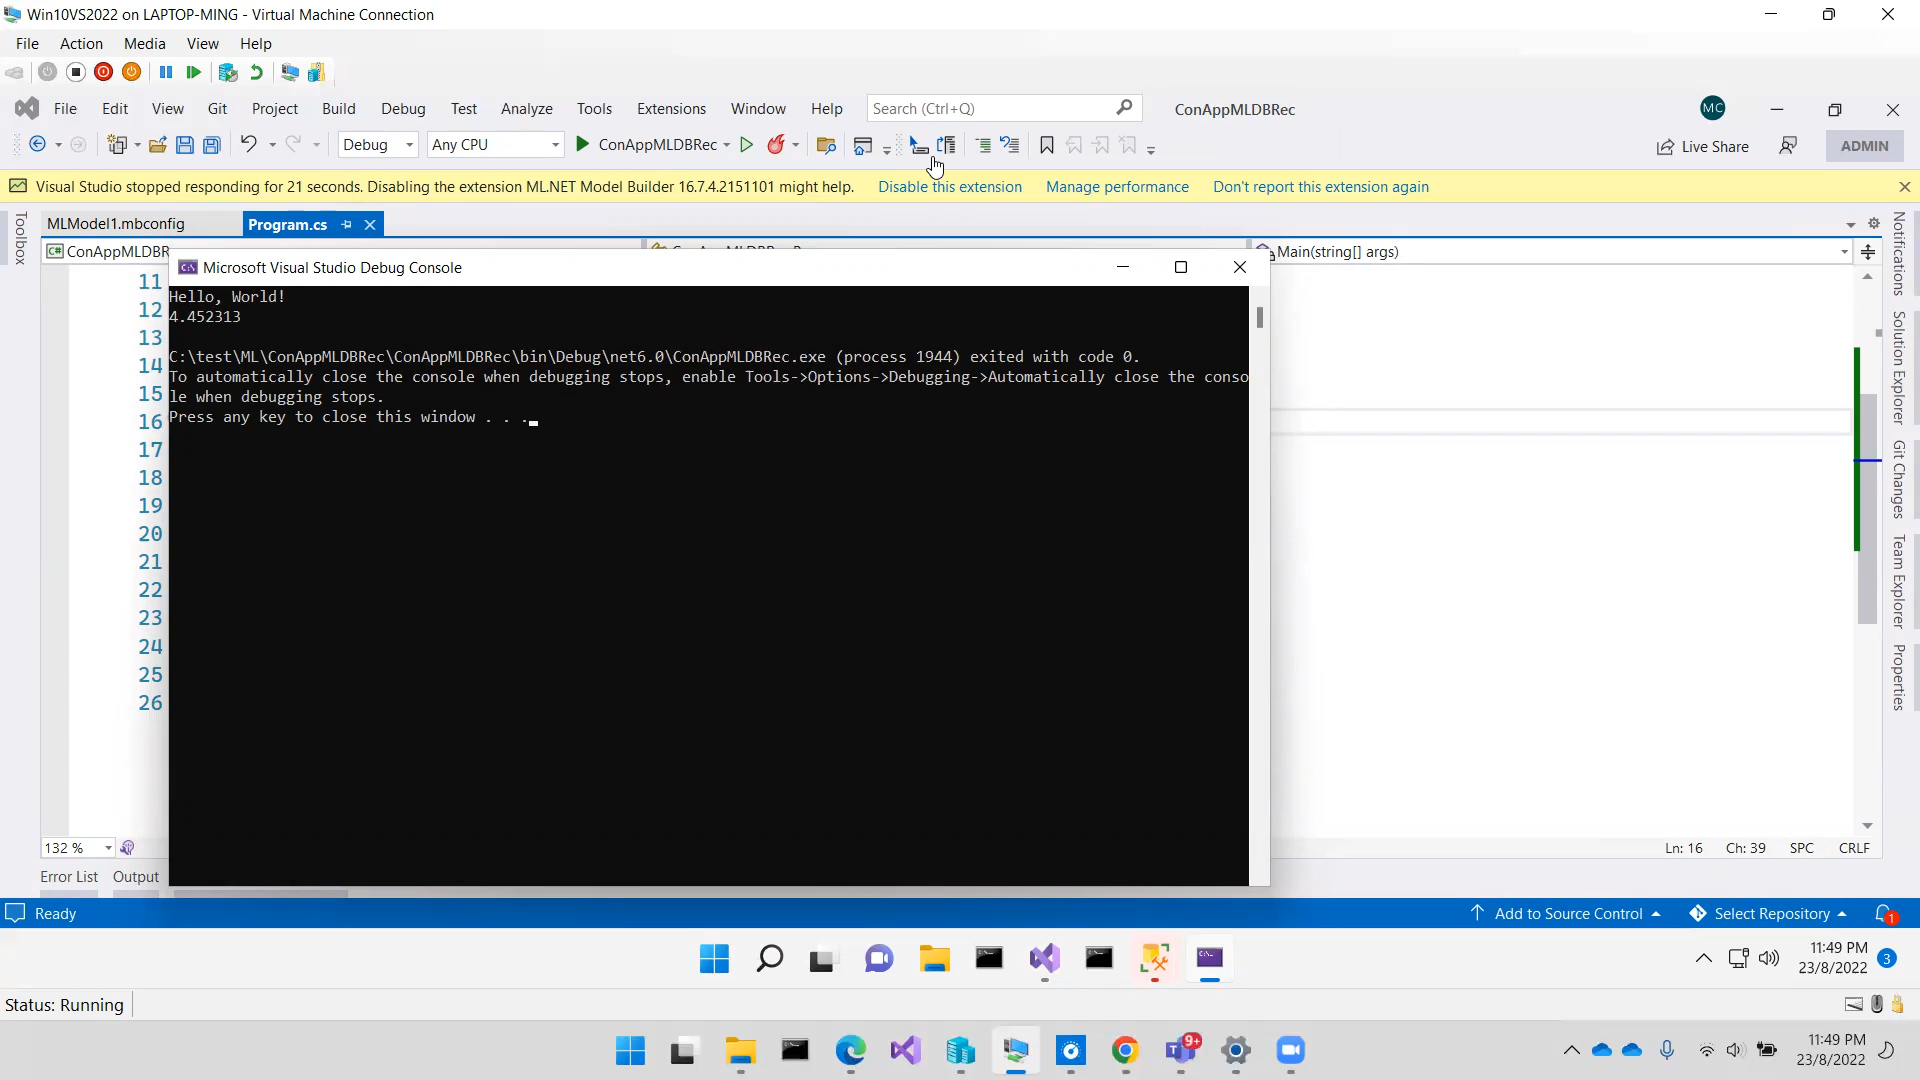 Win10VS2022 on LAPTOP-MING - Virtual Machine Connection
File Action Media View Help
File Edit View Git Project Build Debug Test Analyze Tools Extensions Window Help Search (Ctrl+Q) ConAppMLDBRec MC
Debug Any CPU ConAppMLDBRec Live Share ADMIN
Visual Studio stopped responding for 21 seconds. Disabling the extension ML.NET Model Builder 16.7.4.2151101 might help. Disable this extension Manage performance Don't report this extension again
MLModel1.mbconfig Program.cs
C# ConAppMLDBR Main(string[] args)
Toolbox
Notifications
Solution Explorer
Git Changes
Team Explorer
Properties
11
12
13
14
15
16
17
18
19
20
21
22
23
24
25
26
Microsoft Visual Studio Debug Console
Hello, World!
4.452313
C:\test\ML\ConAppMLDBRec\ConAppMLDBRec\bin\Debug\net6.0\ConAppMLDBRec.exe (process 1944) exited with code 0.
To automatically close the console when debugging stops, enable Tools->Options->Debugging->Automatically close the conso
le when debugging stops.
Press any key to close this window . . .
132 % Ln: 16 Ch: 39 SPC CRLF
Error List Output
Ready Add to Source Control Select Repository 1
11:49 PM
23/8/2022 3
Status: Running
9+
11:49 PM
23/8/2022